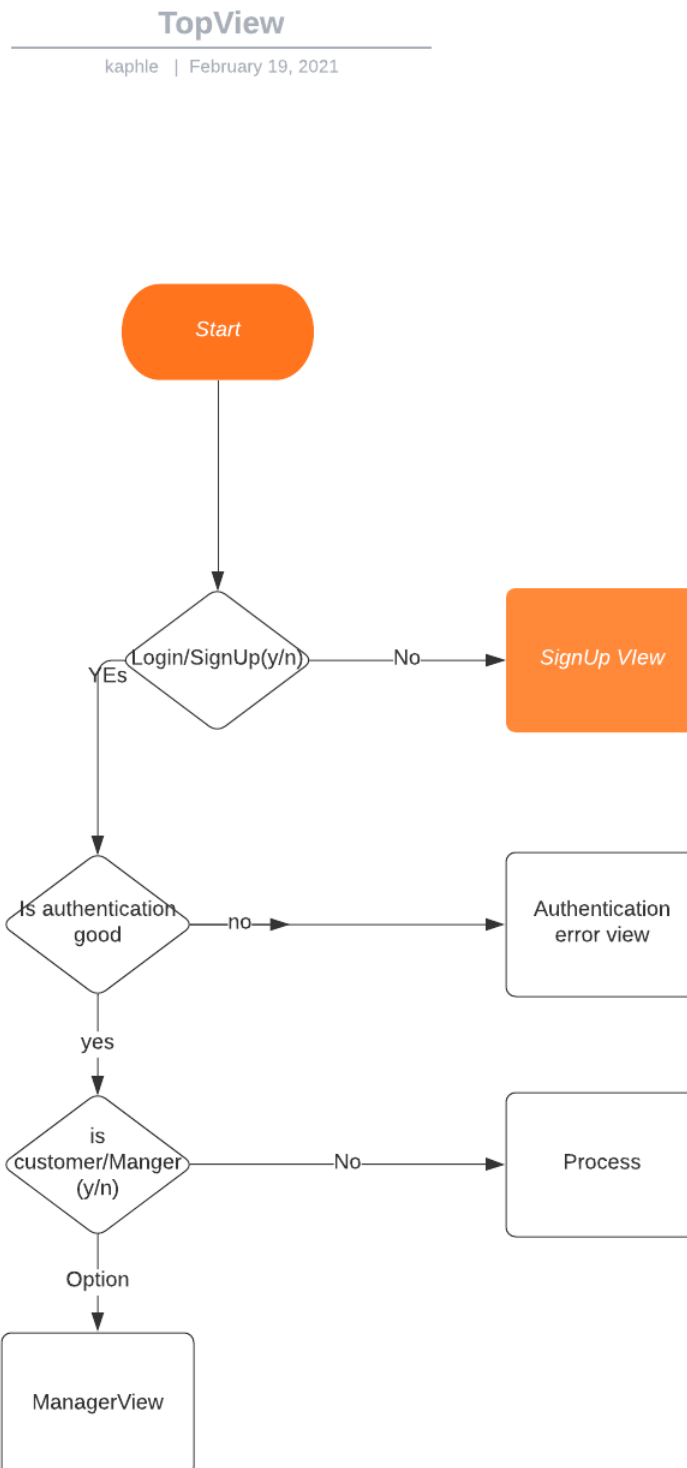 TopView
kaphle | February 19, 2021
Start
Login/SignUp(y/n)
No
SignUp VIew
YEs
Is authentication
good
no
Authentication
error view
yes
is
customer/Manger
(y/n)
No
Process
Option
ManagerView